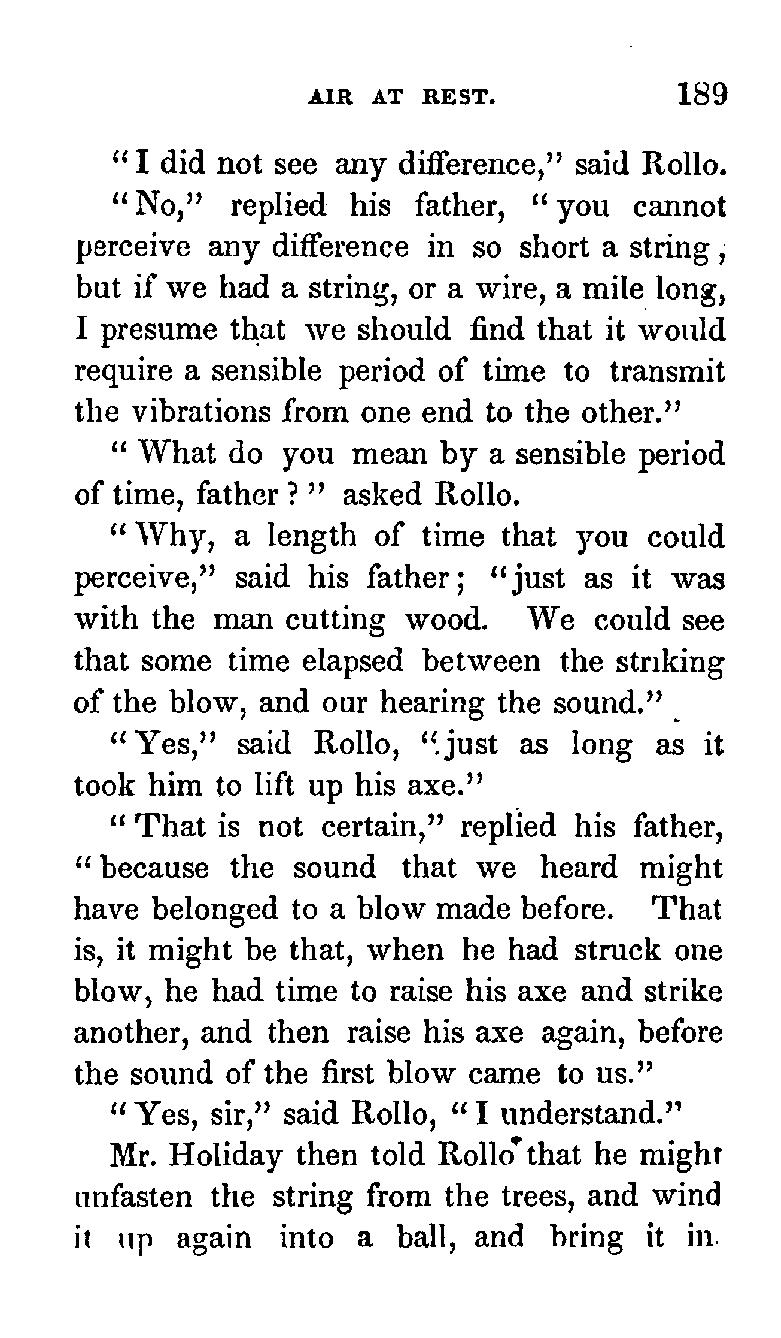 AIR AT REST. 189
"I did not see any difference," said Rollo.
"No," replied his father, "you cannot
perceive any difference in so short a string;
but if we had a string, or a wire, a mile long,
I presume that we should find that it would
require a sensible period of time to transmit
the vibrations from one end to the other."
"What do you mean by a sensible period
of time, father?" asked Rollo.
"Why, a length of time that you could
perceive," said his father; "just as it was
with the man cutting wood. We could see
that some time elapsed between the striking
of the blow, and our hearing the sound."
"Yes," said Rollo, "just as long as it
took him to lift up his axe."
"That is not certain," replied his father,
"because the sound that we heard might
have belonged to a blow made before. That
is, it might be that, when he had struck one
blow, he had time to raise his axe and strike
another, and then raise his axe again, before
the sound of the first blow came to us."
"Yes, sir," said Rollo, "I understand."
Mr. Holiday then told Rollo that he might
unfasten the string from the trees, and wind
it up again into a ball, and bring it in.